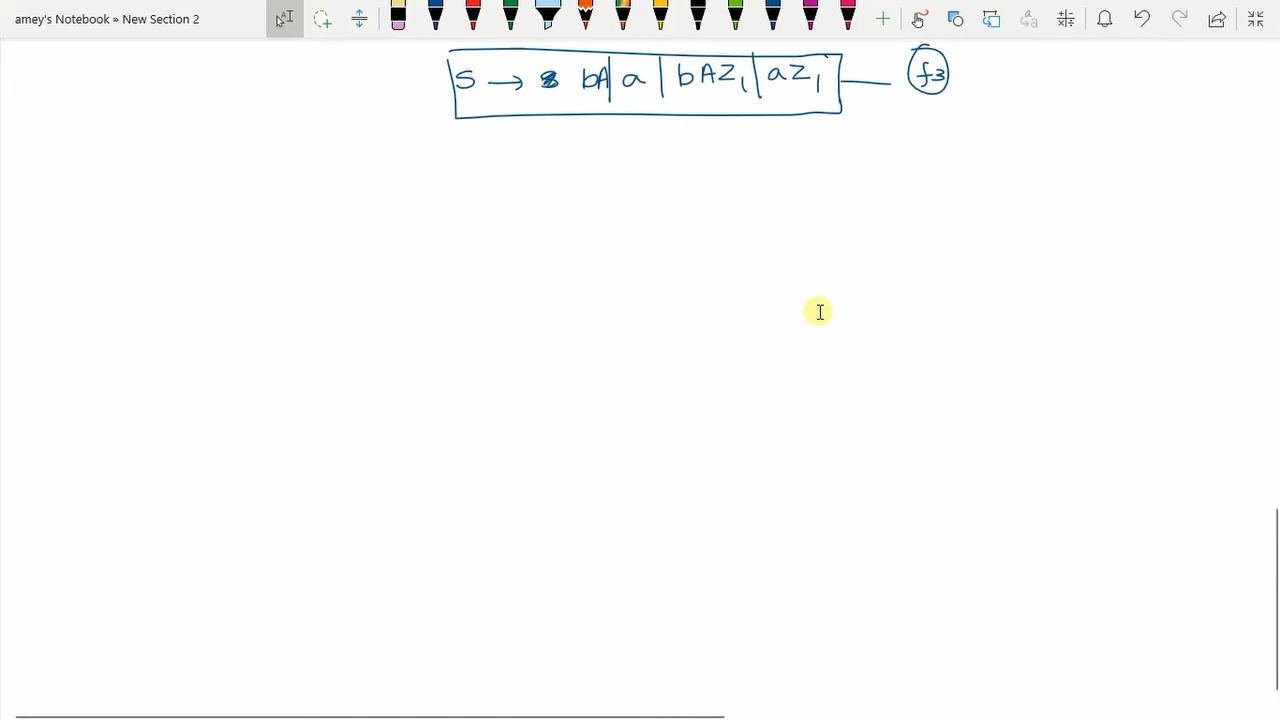 amey's Notebook » New Section 2
S → bA | a | bAZ₁ | aZ₁ — f3